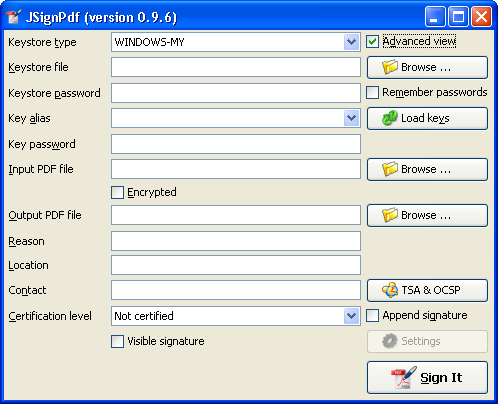 JSignPdf (version 0.9.6)
Keystore type WINDOWS-MY Advanced view
Keystore file Browse ...
Keystore password Remember passwords
Key alias Load keys
Key password
Input PDF file Browse ...
Encrypted
Output PDF file Browse ...
Reason
Location
Contact TSA & OCSP
Certification level Not certified Append signature
Visible signature Settings
Sign It